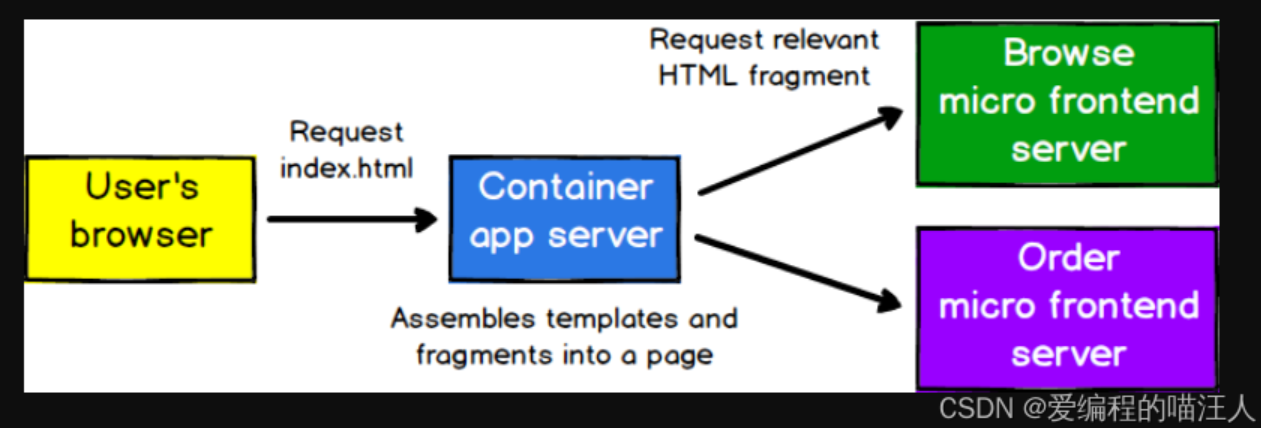 User's
browser
Request
index.html
Container
app server
Assembles templates and
fragments into a page
Request relevant
HTML fragment
Browse
micro frontend
server
Order
micro frontend
server
CSDN @爱编程的喵汪人